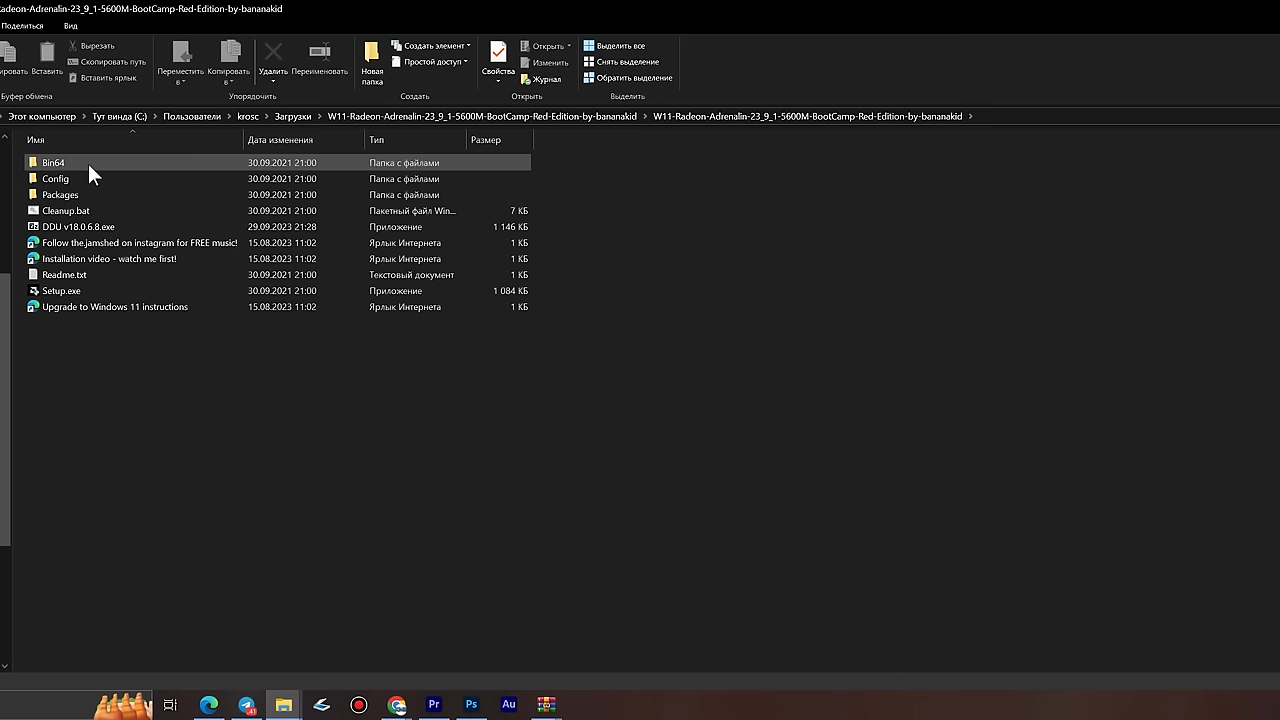 Radeon-Adrenalin-23_9_1-5600M-BootCamp-Red-Edition-by-bananakid
Поделиться Вид
Вырезать
Скопировать путь
Вставить ярлык
ировать Вставить
Буфер обмена
Переместить в
Копировать в
Удалить
Переименовать
Упорядочить
Новая папка
Создать элемент
Простой доступ
Создать
Свойства
Открыть
Изменить
Журнал
Открыть
Выделить все
Снять выделение
Обратить выделение
Выделить
Этот компьютер Тут винда (C:) Пользователи krosc Загрузки W11-Radeon-Adrenalin-23_9_1-5600M-BootCamp-Red-Edition-by-bananakid W11-Radeon-Adrenalin-23_9_1-5600M-BootCamp-Red-Edition-by-bananakid
Имя Дата изменения Тип Размер
Bin64 30.09.2021 21:00 Папка с файлами
Config 30.09.2021 21:00 Папка с файлами
Packages 30.09.2021 21:00 Папка с файлами
Cleanup.bat 30.09.2021 21:00 Пакетный файл Win... 7 КБ
DDU v18.0.6.8.exe 29.09.2023 21:28 Приложение 1 146 КБ
Follow the.jamshed on instagram for FREE music! 15.08.2023 11:02 Ярлык Интернета 1 КБ
Installation video - watch me first! 15.08.2023 11:02 Ярлык Интернета 1 КБ
Readme.txt 30.09.2021 21:00 Текстовый документ 1 КБ
Setup.exe 30.09.2021 21:00 Приложение 1 084 КБ
Upgrade to Windows 11 instructions 15.08.2023 11:02 Ярлык Интернета 1 КБ
Pr Ps Au